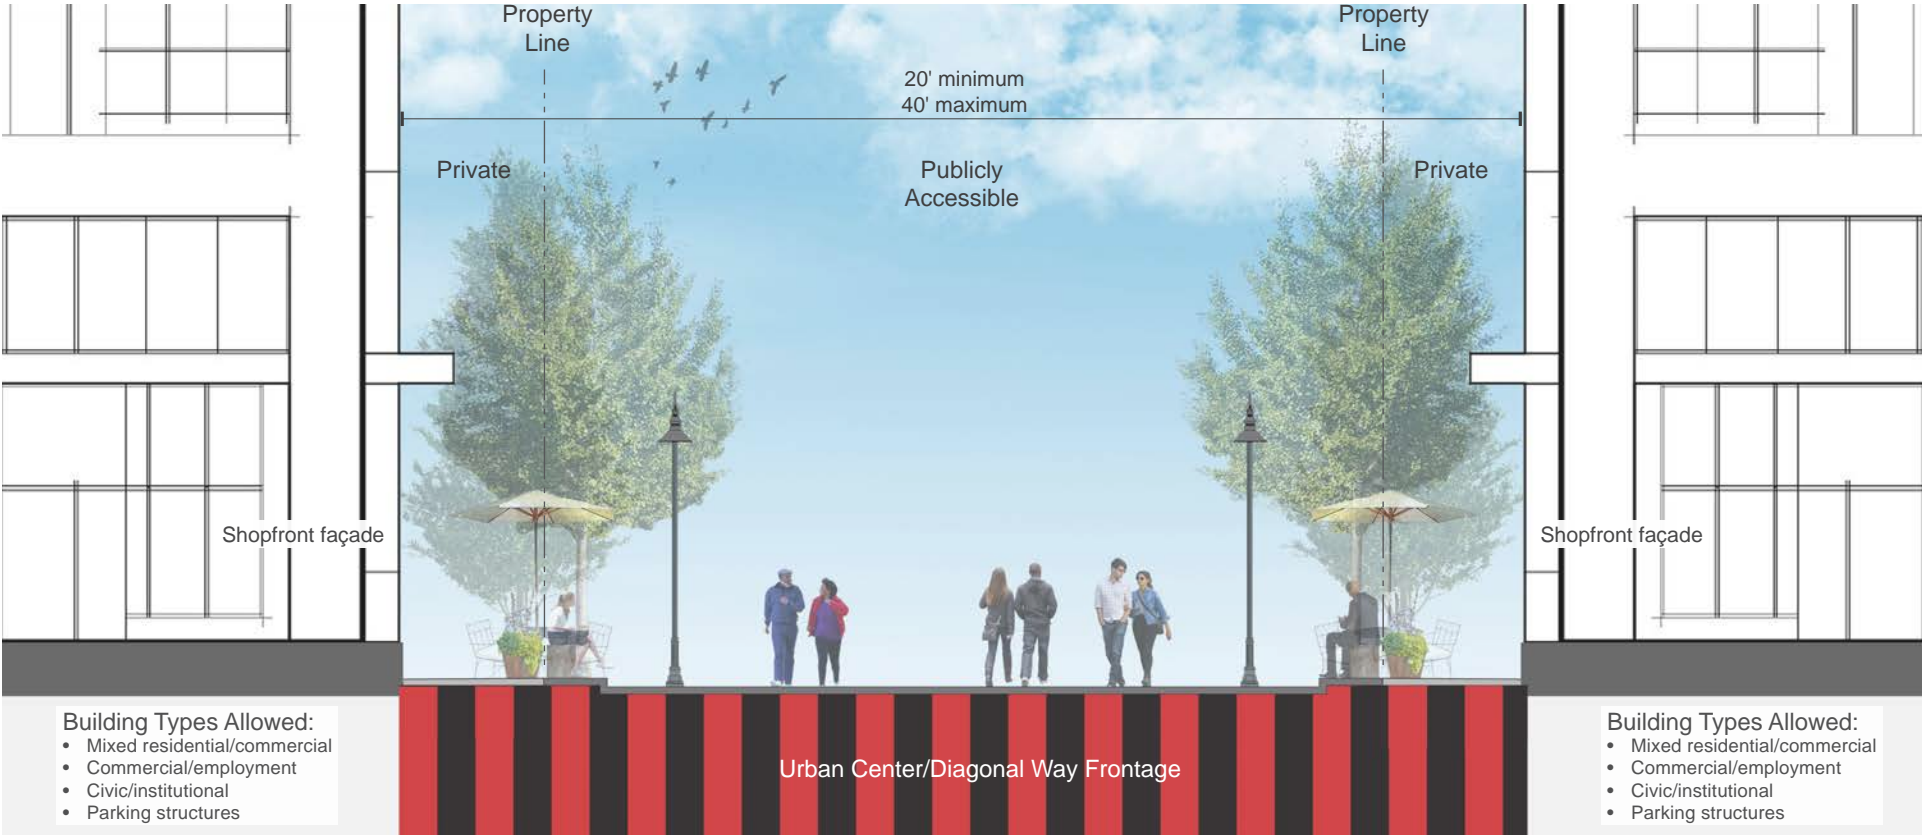 Property
Line
Property
Line
20' minimum
40' maximum
Private
Publicly
Accessible
Private
Shopfront façade
Shopfront façade
Building Types Allowed:
• Mixed residential/commercial
• Commercial/employment
• Civic/institutional
• Parking structures
Urban Center/Diagonal Way Frontage
Building Types Allowed:
• Mixed residential/commercial
• Commercial/employment
• Civic/institutional
• Parking structures